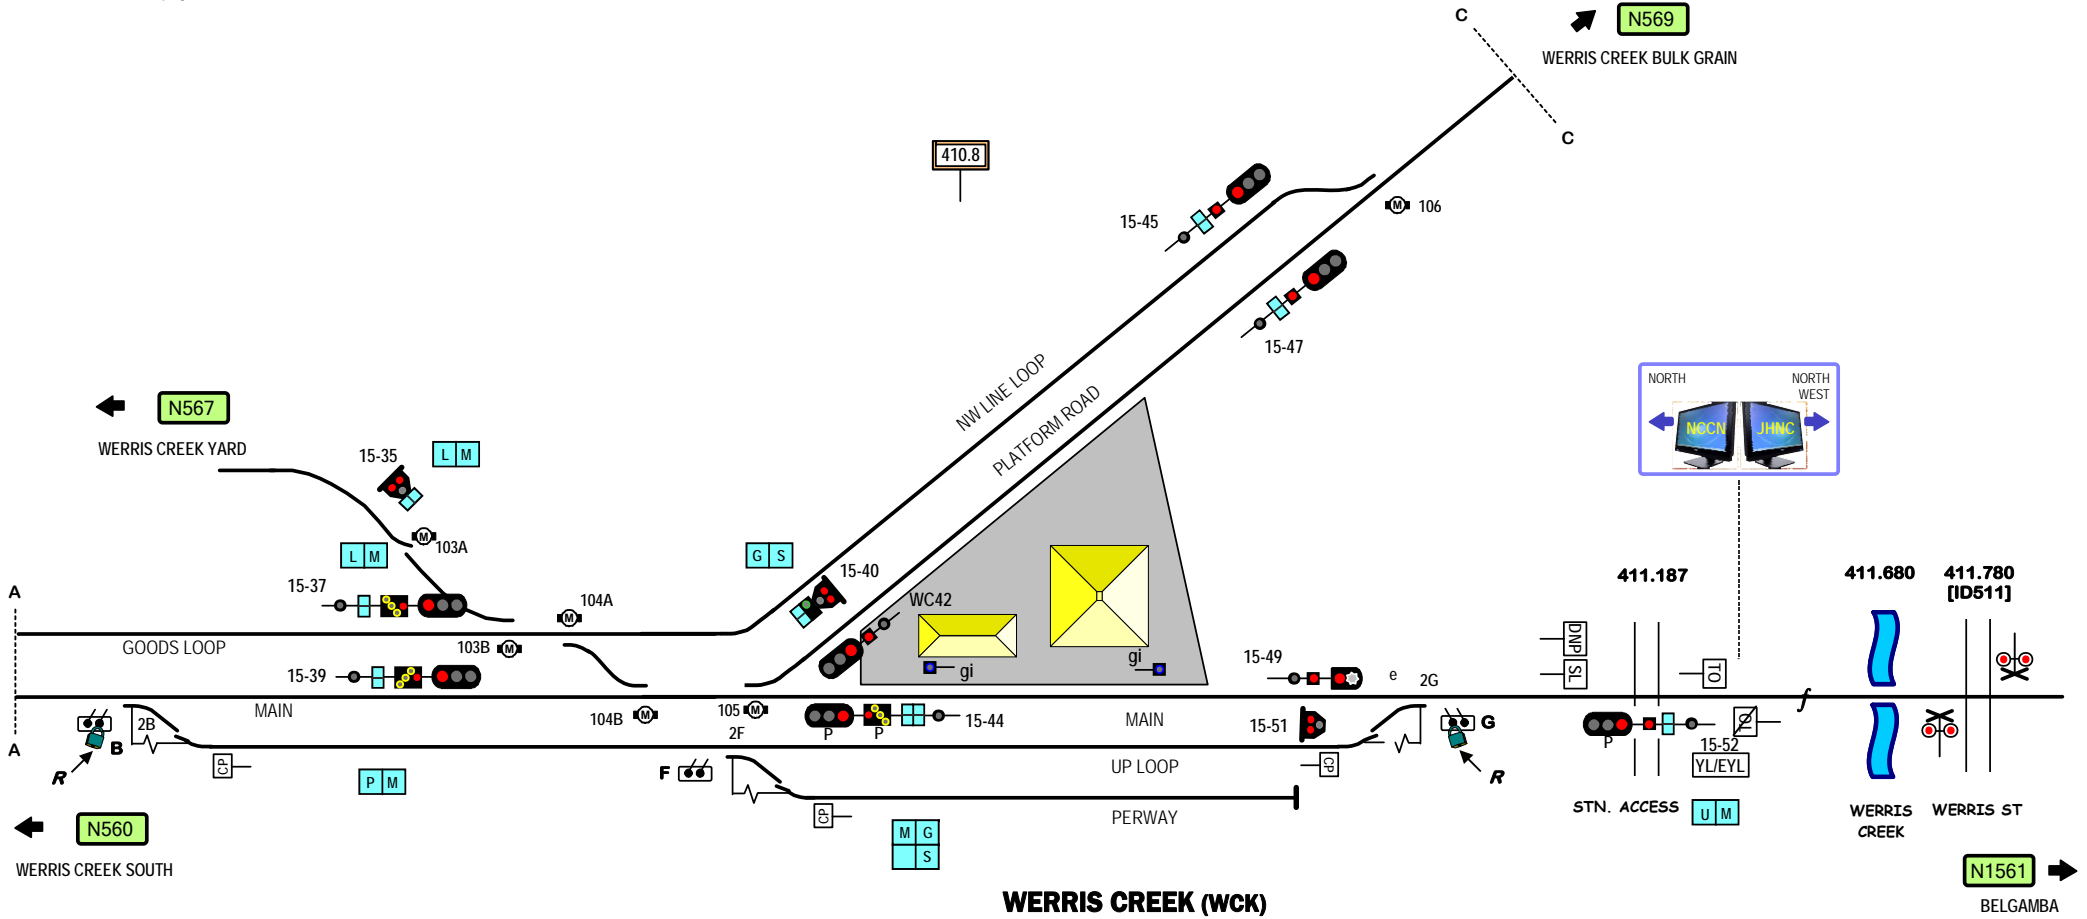 C
N569
WERRIS CREEK BULK GRAIN
C
410.8
15-45
M
106
15-47
NW LINE LOOP
PLATFORM ROAD
NORTH
NORTH
WEST
NCCN
JHNC
N567
WERRIS CREEK YARD
15-35
L M
M
103A
L M
15-37
G S
15-40
WC42
A
104A
M
GOODS LOOP
103B
M
15-39
gi
gi
15-49
e
2G
DNP
SL
411.187
TO
411.680
411.780
[ID511]
MAIN
104B
M
105
M
2F
P
P
15-44
MAIN
15-51
G
P
15-52
OL
YL/EYL
A
2B
B
R
CP
F
UP LOOP
CP
R
P M
CP
PERWAY
STN. ACCESS
U M
WERRIS
CREEK
WERRIS ST
N560
WERRIS CREEK SOUTH
M G
S
WERRIS CREEK (WCK)
N1561
BELGAMBA